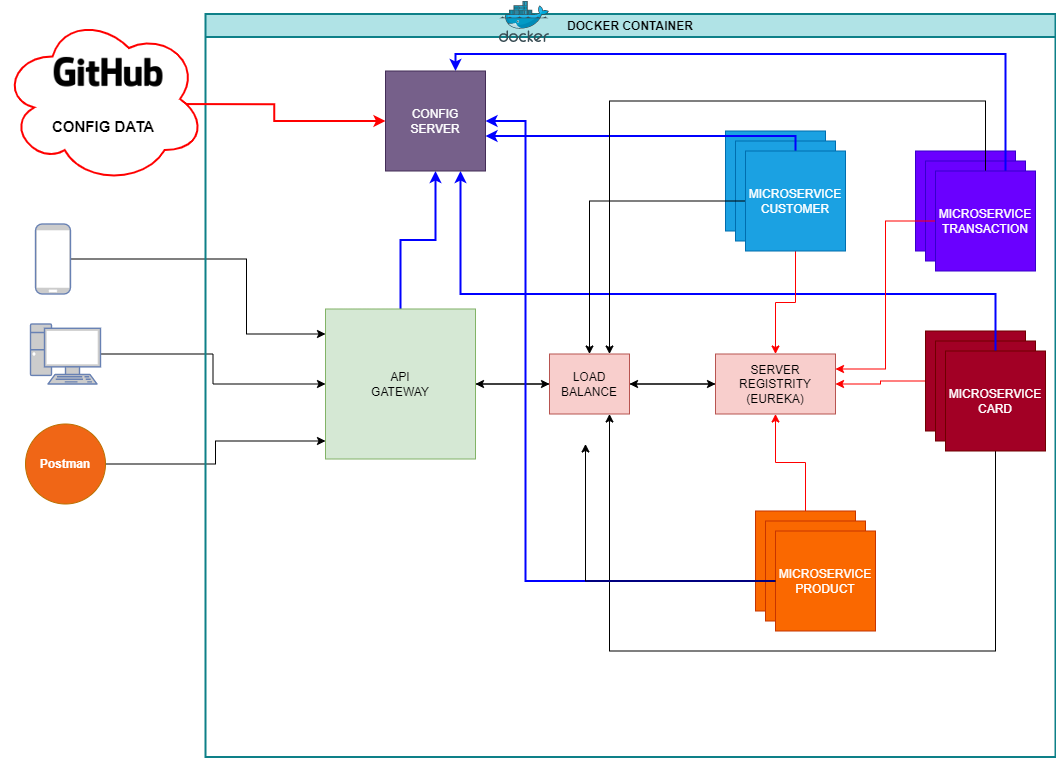 docker
DOCKER CONTAINER
GitHub
CONFIG DATA
CONFIG
SERVER
MICROSERVICE
CUSTOMER
MICROSERVICE
TRANSACTION
API
GATEWAY
LOAD
BALANCE
SERVER
REGISTRITY
(EUREKA)
MICROSERVICE
CARD
Postman
MICROSERVICE
PRODUCT